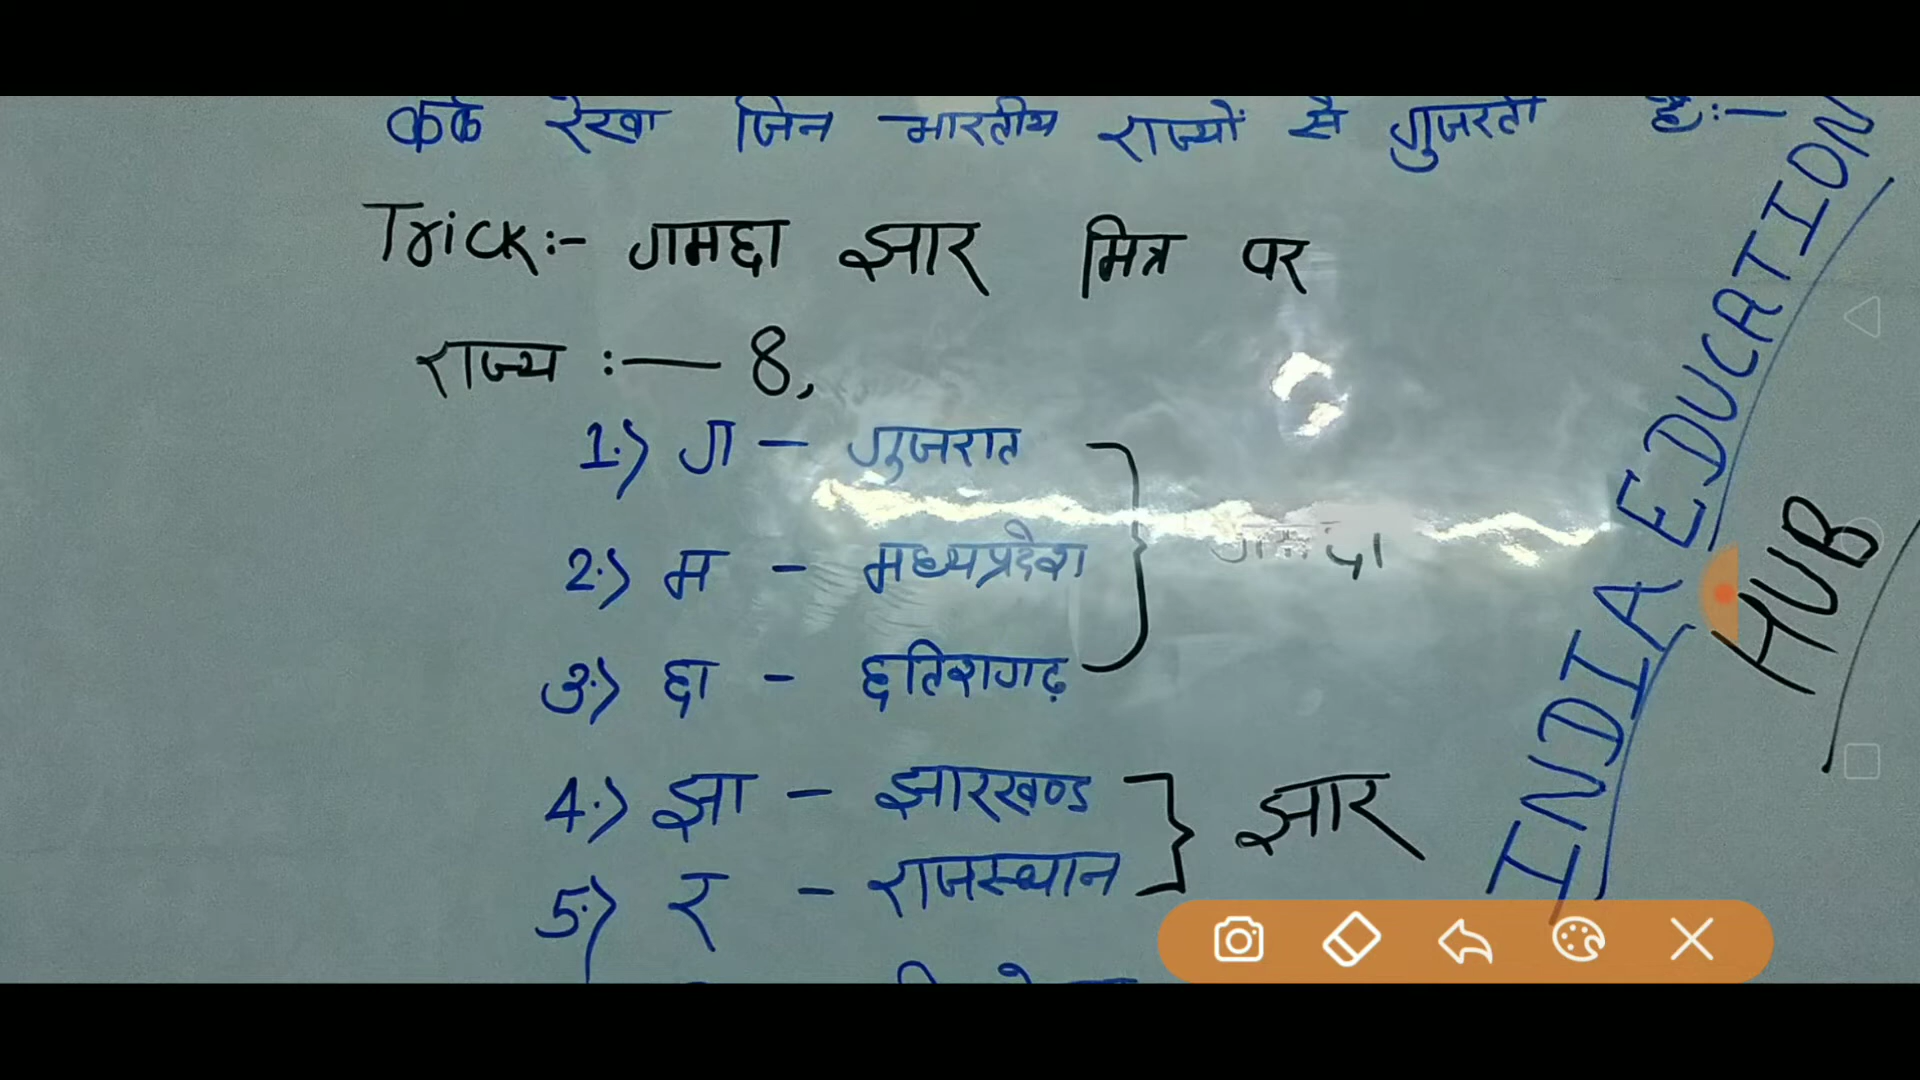 कर्क रेखा जिन भारतीय राज्यों से गुजरती है:-
Trick:- गमछा झार मित्र पर
राज्य :— 8,
1.) ग - गुजरात
2.) म - मध्यप्रदेश
3.) छा - छतिशगढ़
4.) झा - झारखण्ड
झार
5.) र - राजस्थान
INDIA EDUCATION
HUB